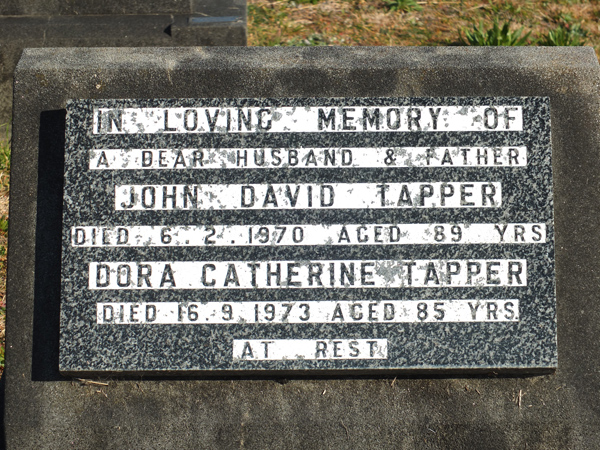 IN LOVING MEMORY OF
A DEAR HUSBAND & FATHER
JOHN DAVID TAPPER
DIED 6.2.1970 AGED 89 YRS
DORA CATHERINE TAPPER
DIED 16.9.1973 AGED 85 YRS.
AT REST